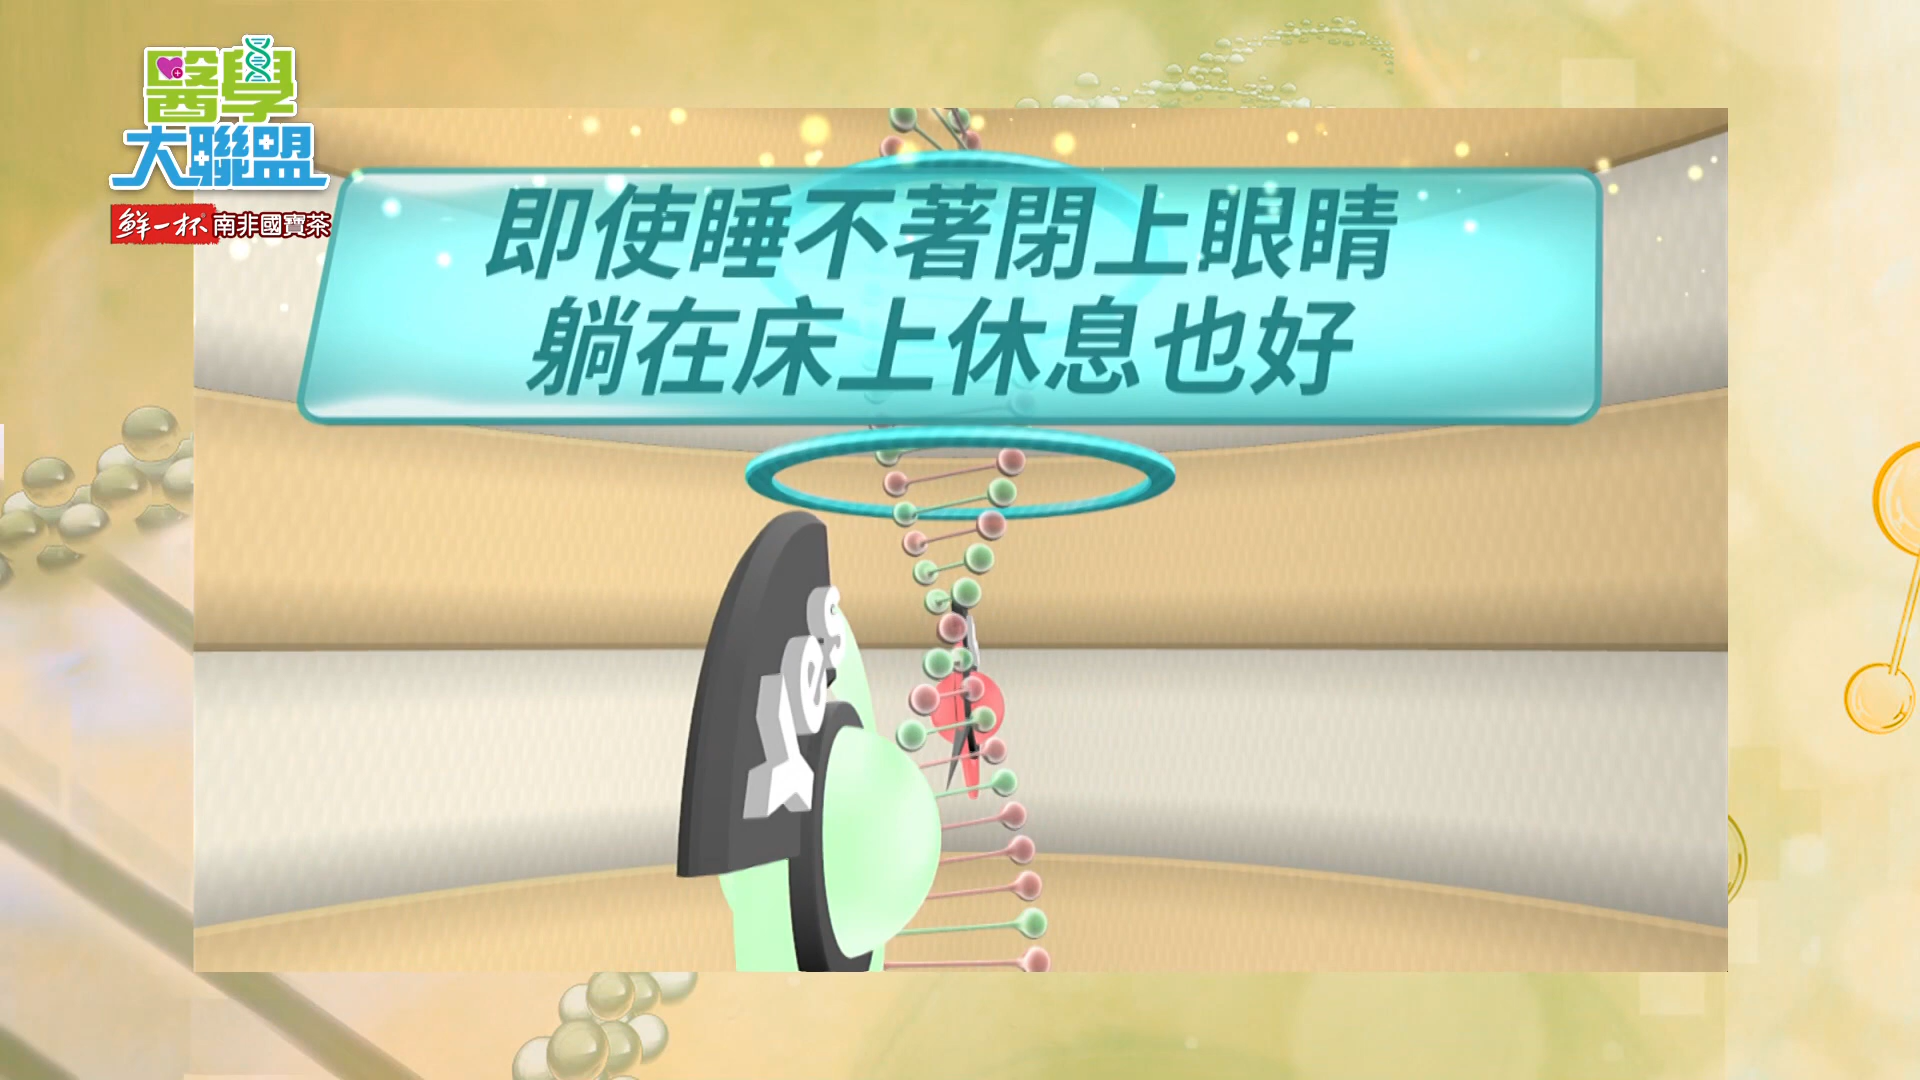 醫學
大聯盟
鮮一杯 南非國寶茶
即使睡不著閉上眼睛
躺在床上休息也好
Yes